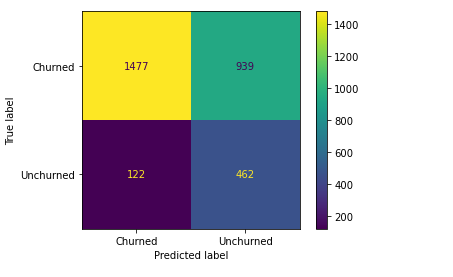 1400
1200
1000
800
600
400
200
Churned
1477
939
True label
Unchurned
122
462
Churned
Unchurned
Predicted label